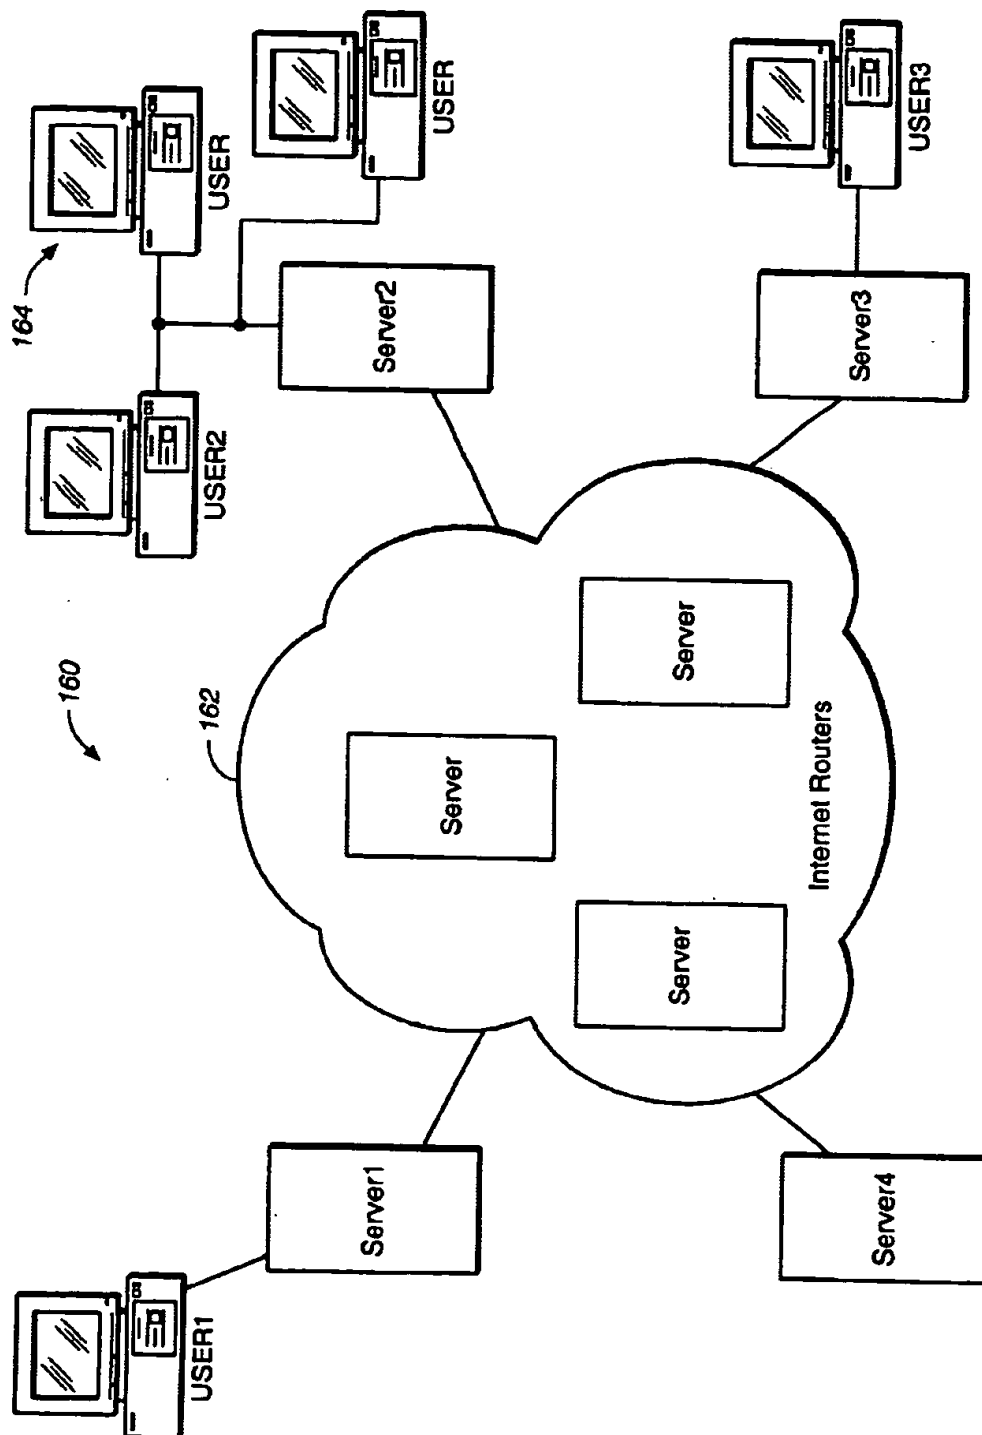 160
164
162
USER1
USER2
USER
USER
Server1
Server2
Server
Server
Server
Internet Routers
Server4
Server3
USER3